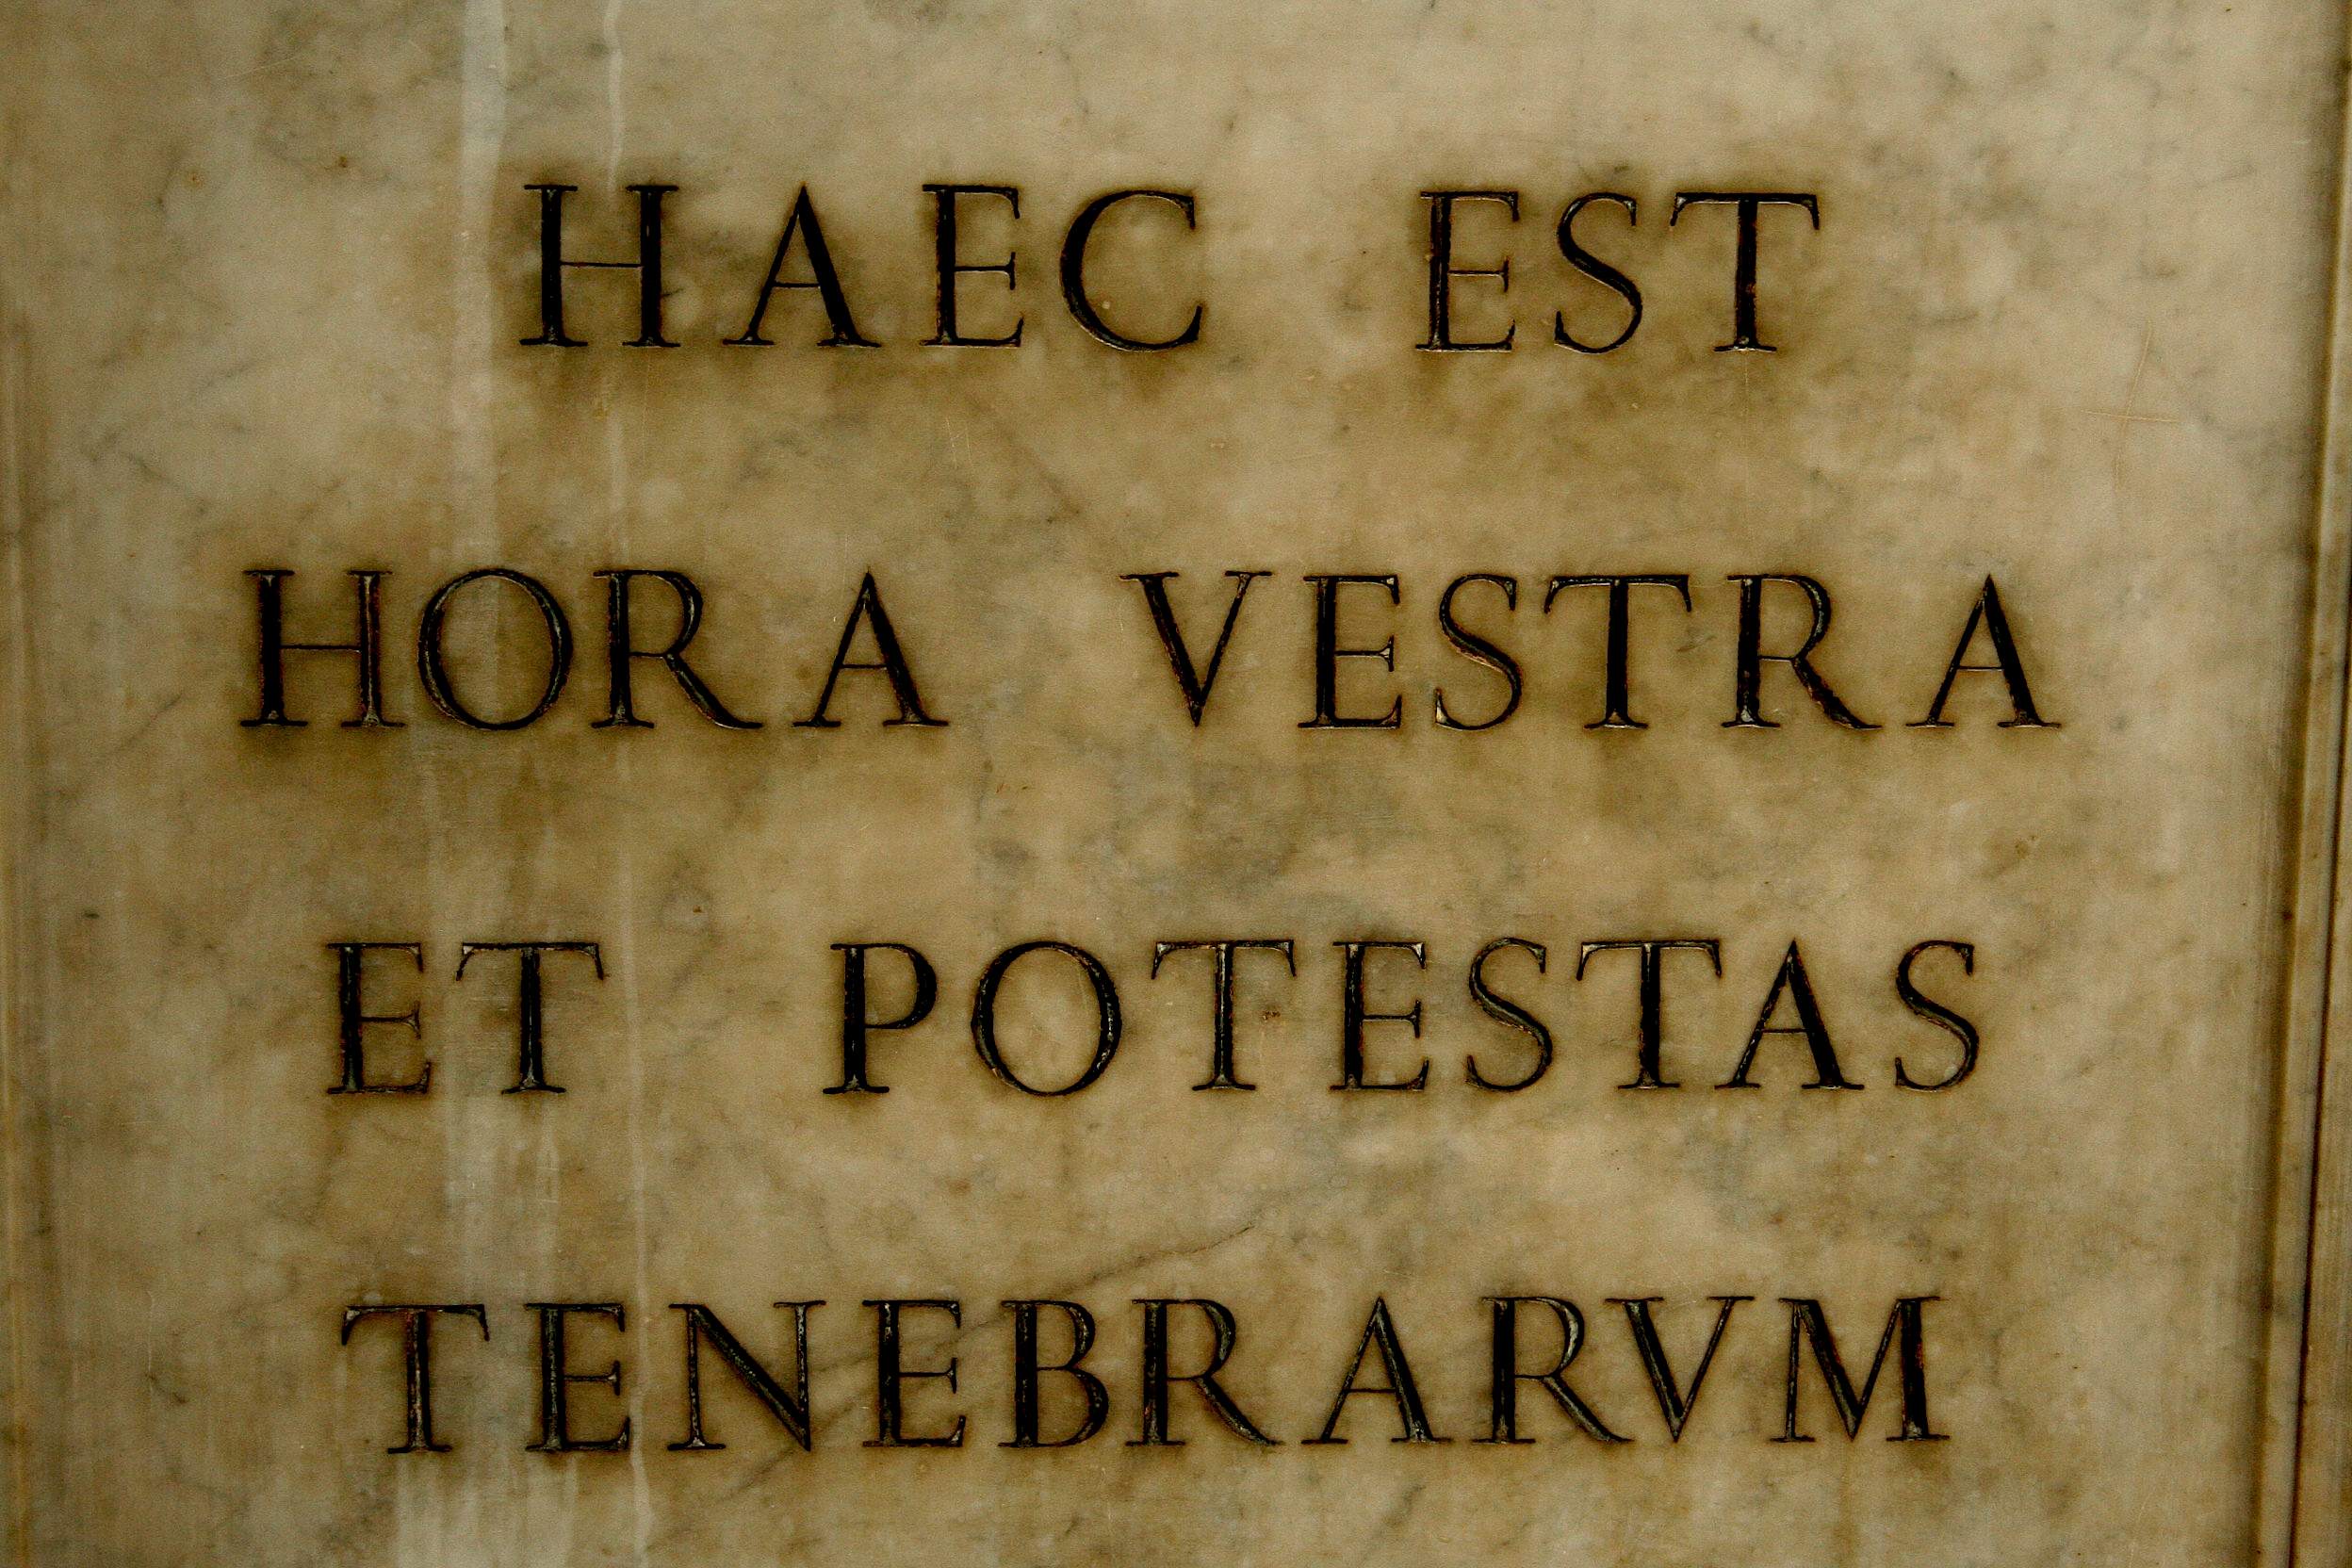 HAEC EST
HORA VESTRA
ET POTESTAS
TENEBRARVM